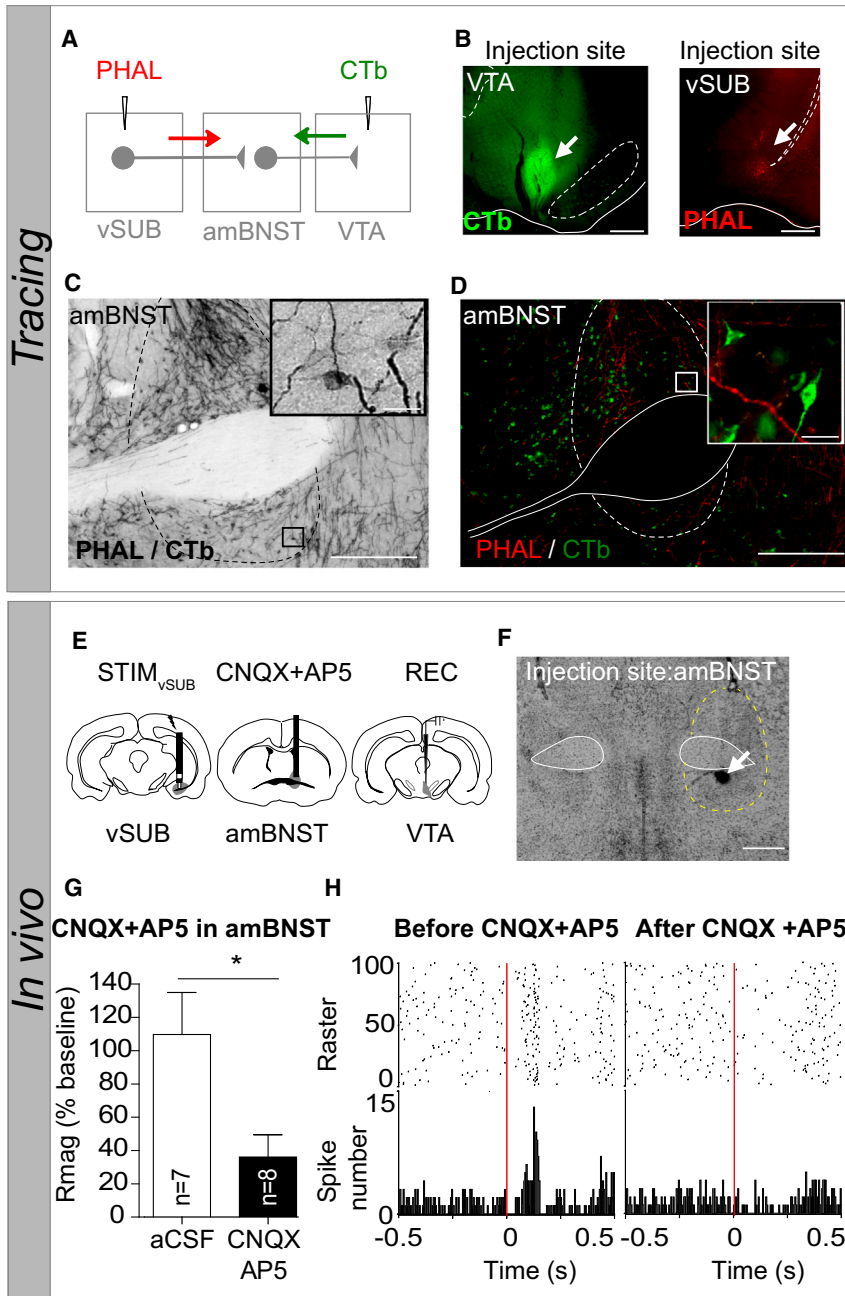 Tracing
A
PHAL
CTb
vSUB
amBNST
VTA
B
Injection site
VTA
CTb
Injection site
vSUB
PHAL
C
amBNST
PHAL / CTb
D
amBNST
PHAL / CTb
In vivo
E
STIMvSUB
CNQX+AP5
REC
vSUB
amBNST
VTA
F
Injection site:amBNST
G
CNQX+AP5 in amBNST
*
Rmag (% baseline)
140
120
100
80
60
40
20
0
n=7
n=8
aCSF
CNQX
AP5
H
Before CNQX+AP5
After CNQX +AP5
Raster
100
50
0
Spike
number
15
0
-0.5
0
0.5
Time (s)
-0.5
0
0.5
Time (s)